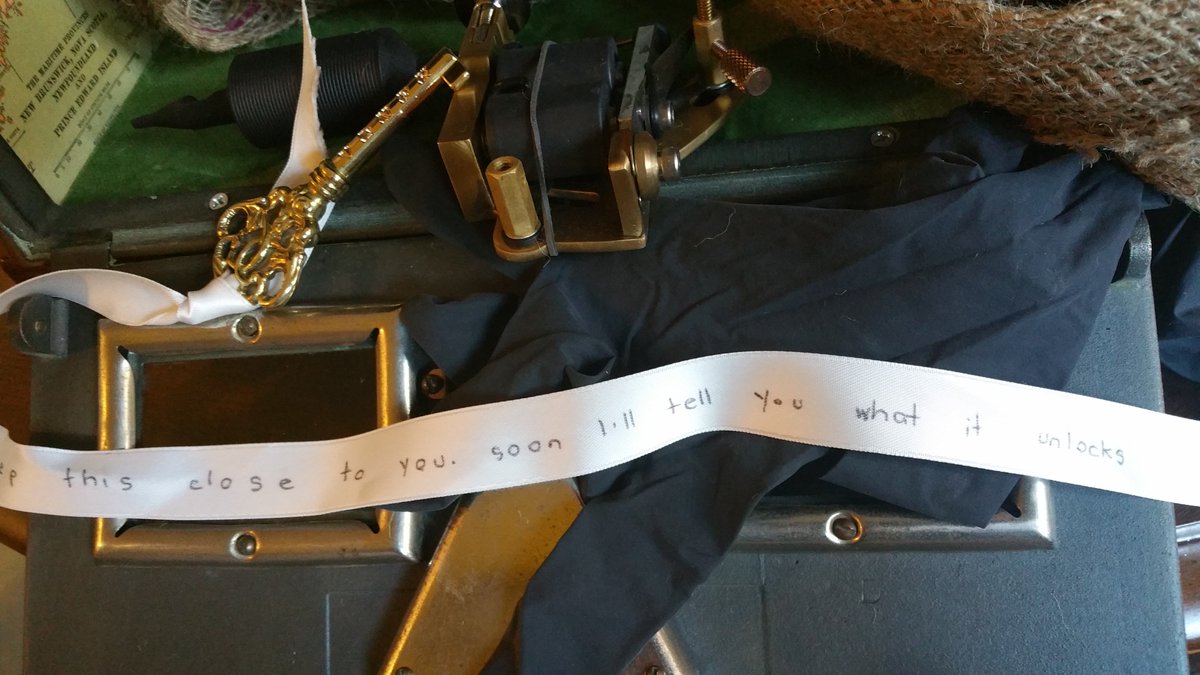 THE MARITIME PROVINCES
NEW BRUNSWICK, NOVA SCOTIA,
NEWFOUNDLAND
AND
PRINCE EDWARD ISLAND
this close to you. soon I'll tell you what it unlocks